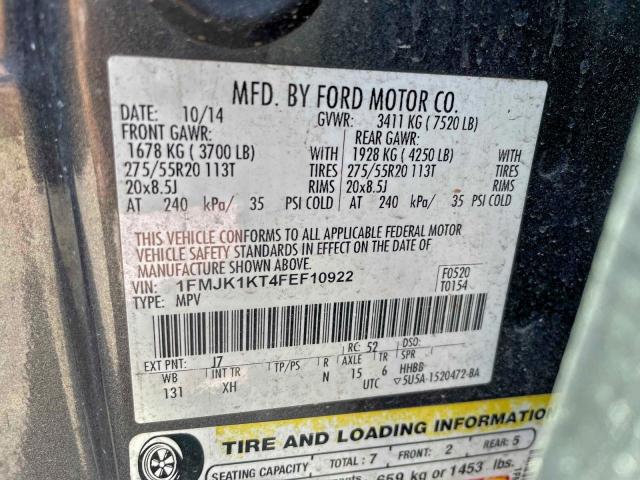 MFD. BY FORD MOTOR CO.
DATE: 10/14 GVWR: 3411 KG ( 7520 LB)
FRONT GAWR: REAR GAWR:
1678 KG ( 3700 LB) WITH 1928 KG ( 4250 LB) WITH
275/55R20 113T TIRES 275/55R20 113T TIRES
20x8.5J RIMS 20x8.5J RIMS
AT 240 kPa/ 35 PSI COLD AT 240 kPa/ 35 PSI COLD
THIS VEHICLE CONFORMS TO ALL APPLICABLE FEDERAL MOTOR
VEHICLE SAFETY STANDARDS IN EFFECT ON THE DATE OF
MANUFACTURE SHOWN ABOVE.
VIN: 1FMJK1KT4FEF10922 F0520
TYPE: MPV T0154
EXT PNT: J7 RC: 52 DSO:
WB INT TR TP/PS R AXLE TR SPR
131 XH N 15 6 HHBB
UTC 5U5A-1520472-BA
TIRE AND LOADING INFORMATION
SEATING CAPACITY TOTAL: 7 FRONT: 2 REAR: 5
659 kg or 1453 lbs.